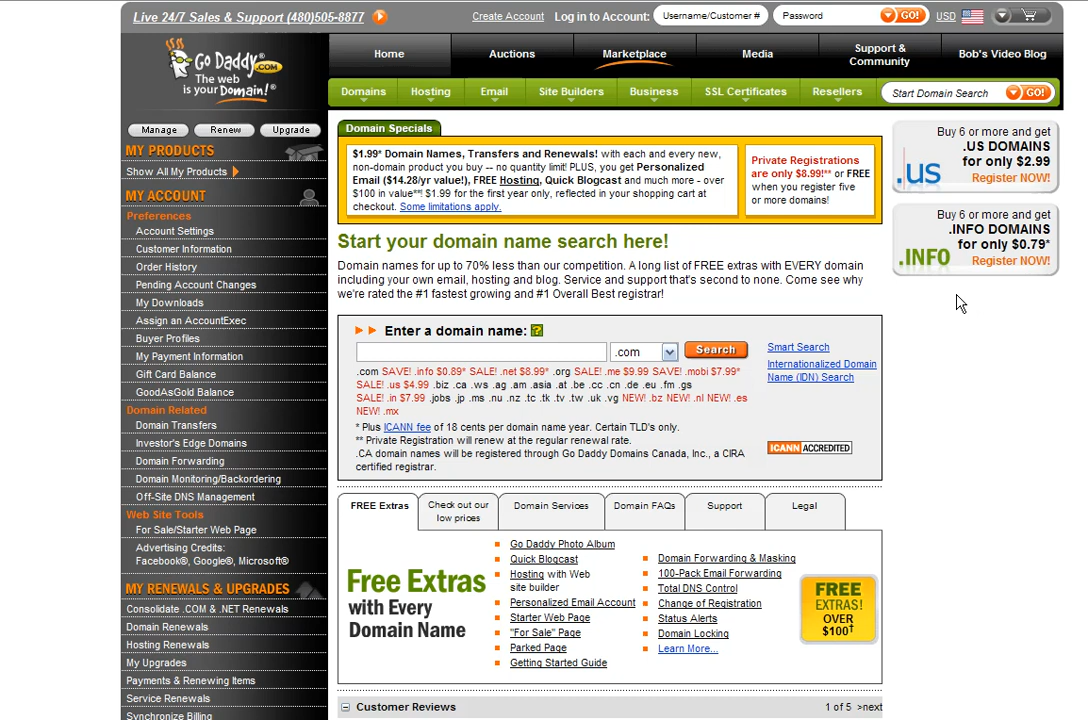 Live 24/7 Sales & Support (480)505-8877
Create Account
Log in to Account:
Username/Customer #
Password
GO!
USD
Go Daddy.COM
The web
is your Domain!®
Home
Auctions
Marketplace
Media
Support &
Community
Bob's Video Blog
Domains
Hosting
Email
Site Builders
Business
SSL Certificates
Resellers
Start Domain Search
GO!
Manage
Renew
Upgrade
MY PRODUCTS
Show All My Products
MY ACCOUNT
Preferences
Account Settings
Customer Information
Order History
Pending Account Changes
My Downloads
Assign an AccountExec
Buyer Profiles
My Payment Information
Gift Card Balance
GoodAsGold Balance
Domain Related
Domain Transfers
Investor's Edge Domains
Domain Forwarding
Domain Monitoring/Backordering
Off-Site DNS Management
Web Site Tools
For Sale/Starter Web Page
Advertising Credits:
Facebook®, Google®, Microsoft®
MY RENEWALS & UPGRADES
Consolidate .COM & .NET Renewals
Domain Renewals
Hosting Renewals
My Upgrades
Payments & Renewing Items
Service Renewals
Synchronize Billing
Domain Specials
$1.99* Domain Names, Transfers and Renewals! with each and every new,
non-domain product you buy -- no quantity limit! PLUS, you get Personalized
Email ($14.28/yr value!), FREE Hosting, Quick Blogcast and much more - over
$100 in value**! $1.99 for the first year only, reflected in your shopping cart at
checkout. Some limitations apply.
Private Registrations
are only $8.99!** or FREE
when you register five
or more domains!
Start your domain name search here!
Domain names for up to 70% less than our competition. A long list of FREE extras with EVERY domain
including your own email, hosting and blog. Service and support that's second to none. Come see why
we're rated the #1 fastest growing and #1 Overall Best registrar!
Enter a domain name: ?
.com
Search
Smart Search
Internationalized Domain
Name (IDN) Search
.com SAVE! .info $0.89* SALE! .net $8.99* .org SALE! .me $9.99 SAVE! .mobi $7.99*
SALE! .us $4.99 .biz .ca .ws .ag .am .asia .at .be .cc .cn .de .eu .fm .gs
SALE! .in $7.99 .jobs .jp .ms .nu .nz .tc .tk .tv .tw .uk .vg NEW! .bz NEW! .nl NEW! .es
NEW! .mx
* Plus ICANN fee of 18 cents per domain name year. Certain TLD's only.
** Private Registration will renew at the regular renewal rate.
.CA domain names will be registered through Go Daddy Domains Canada, Inc., a CIRA
certified registrar.
ICANN ACCREDITED
FREE Extras
Check out our
low prices
Domain Services
Domain FAQs
Support
Legal
Free Extras
with Every
Domain Name
Go Daddy Photo Album
Quick Blogcast
Hosting with Web
site builder
Personalized Email Account
Starter Web Page
"For Sale" Page
Parked Page
Getting Started Guide
Domain Forwarding & Masking
100-Pack Email Forwarding
Total DNS Control
Change of Registration
Status Alerts
Domain Locking
Learn More...
FREE
EXTRAS!
OVER
$100†
Customer Reviews
1 of 5 >next
Buy 6 or more and get
.US DOMAINS
for only $2.99
Register NOW!
.us
Buy 6 or more and get
.INFO DOMAINS
for only $0.79*
Register NOW!
.INFO